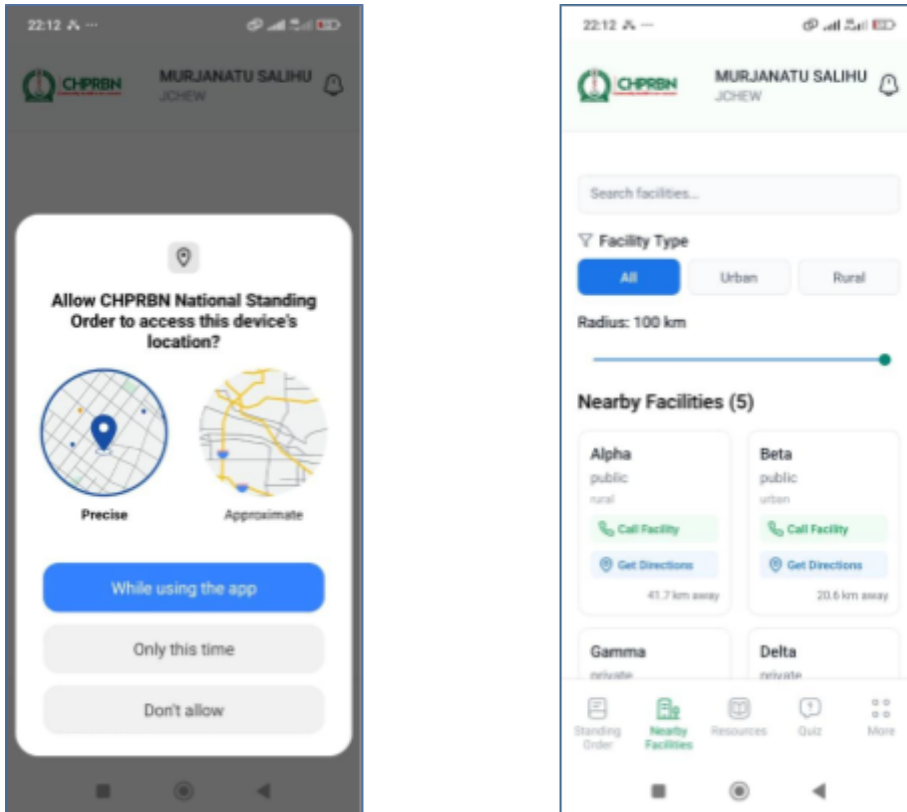 22:12
CHPRBN
MURJANATU SALIHU
JCHEW
Allow CHPRBN National Standing
Order to access this device's
location?
Precise
Approximate
While using the app
Only this time
Don't allow
22:12
CHPRBN
MURJANATU SALIHU
JCHEW
Search facilities...
Facility Type
All
Urban
Rural
Radius: 100 km
Nearby Facilities (5)
Alpha
public
rural
Call Facility
Get Directions
41.7 km away
Beta
public
urban
Call Facility
Get Directions
20.6 km away
Gamma
private
Delta
private
Standing
Order
Nearby
Facilities
Resources
Quiz
More